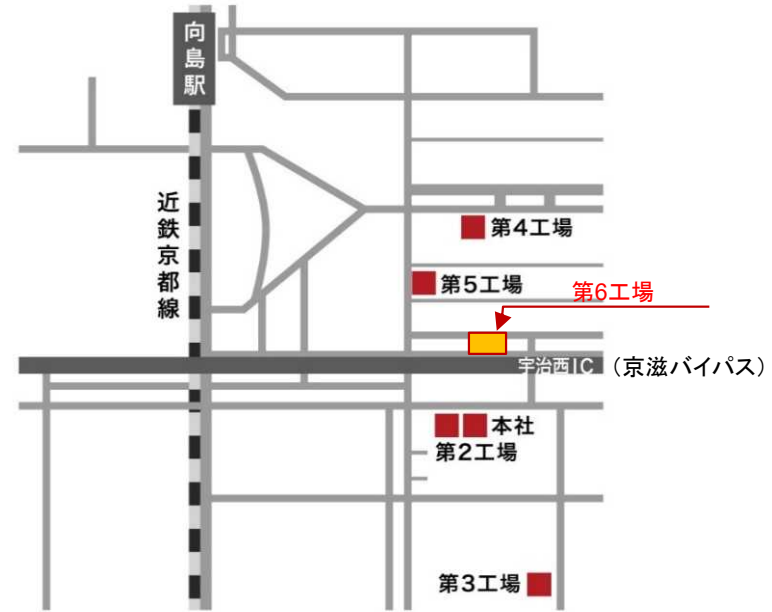 向島駅
近鉄京都線
第4工場
第5工場
第6工場
宇治西IC (京滋バイパス)
本社
第2工場
第3工場